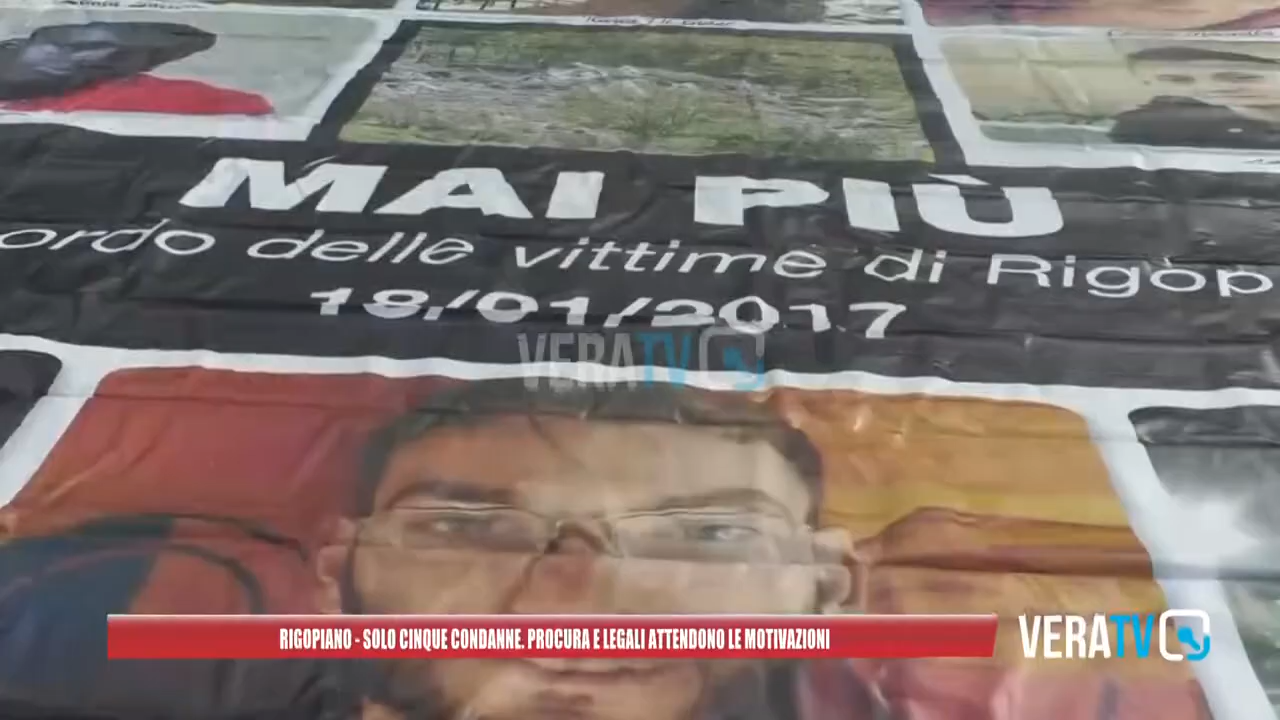 MAI PIÙ
ordo delle vittime di Rigop
18/01/2017
VERATV
RIGOPIANO - SOLO CINQUE CONDANNE. PROCURA E LEGALI ATTENDONO LE MOTIVAZIONI
VERATV